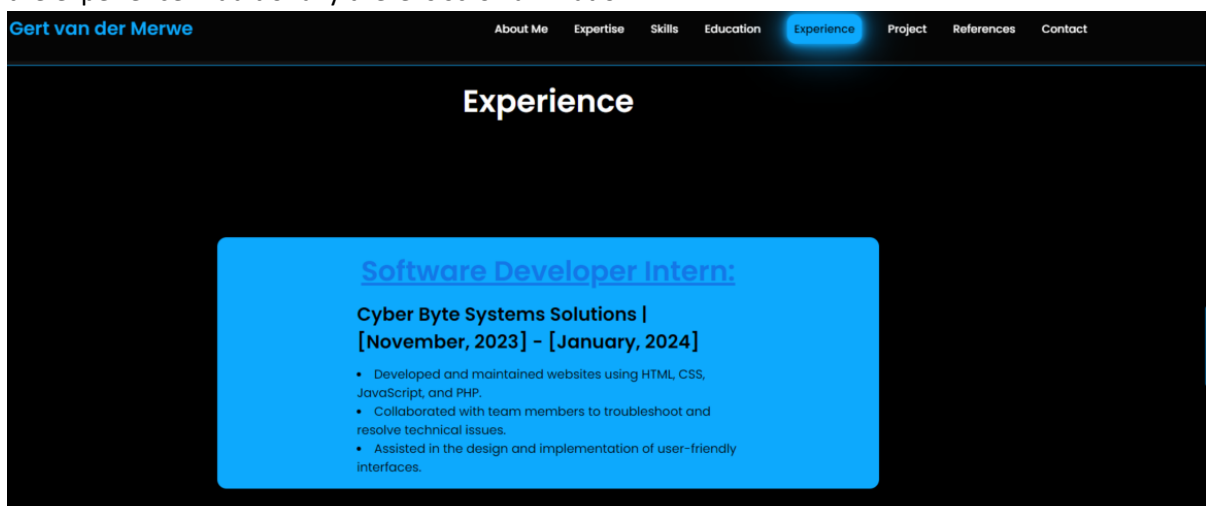 Gert van der Merwe
About Me Expertise Skills Education Experience Project References Contact
Experience
Software Developer Intern:
Cyber Byte Systems Solutions |
[November, 2023] - [January, 2024]
• Developed and maintained websites using HTML, CSS,
JavaScript, and PHP.
• Collaborated with team members to troubleshoot and
resolve technical issues.
• Assisted in the design and implementation of user-friendly
interfaces.